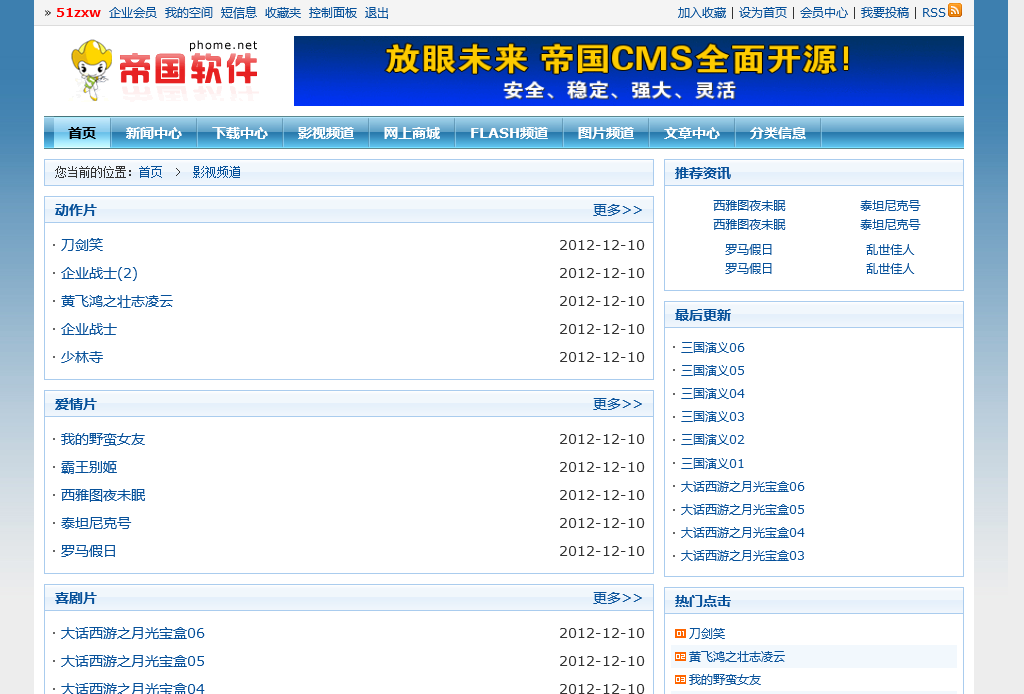 » 51zxw 企业会员 我的空间 短信息 收藏夹 控制面板 退出
加入收藏 | 设为首页 | 会员中心 | 我要投稿 | RSS
phome.net
帝国软件
放眼未来 帝国CMS全面开源!
安全、稳定、强大、灵活
首页 新闻中心 下载中心 影视频道 网上商城 FLASH频道 图片频道 文章中心 分类信息
您当前的位置：首页 > 影视频道
动作片 更多>>
· 刀剑笑 2012-12-10
· 企业战士(2) 2012-12-10
· 黄飞鸿之壮志凌云 2012-12-10
· 企业战士 2012-12-10
· 少林寺 2012-12-10
爱情片 更多>>
· 我的野蛮女友 2012-12-10
· 霸王别姬 2012-12-10
· 西雅图夜未眠 2012-12-10
· 泰坦尼克号 2012-12-10
· 罗马假日 2012-12-10
喜剧片 更多>>
· 大话西游之月光宝盒06 2012-12-10
· 大话西游之月光宝盒05 2012-12-10
· 大话西游之月光宝盒04 2012-12-10
推荐资讯
西雅图夜未眠 泰坦尼克号
西雅图夜未眠 泰坦尼克号
罗马假日 乱世佳人
罗马假日 乱世佳人
最后更新
· 三国演义06
· 三国演义05
· 三国演义04
· 三国演义03
· 三国演义02
· 三国演义01
· 大话西游之月光宝盒06
· 大话西游之月光宝盒05
· 大话西游之月光宝盒04
· 大话西游之月光宝盒03
热门点击
01 刀剑笑
02 黄飞鸿之壮志凌云
03 我的野蛮女友